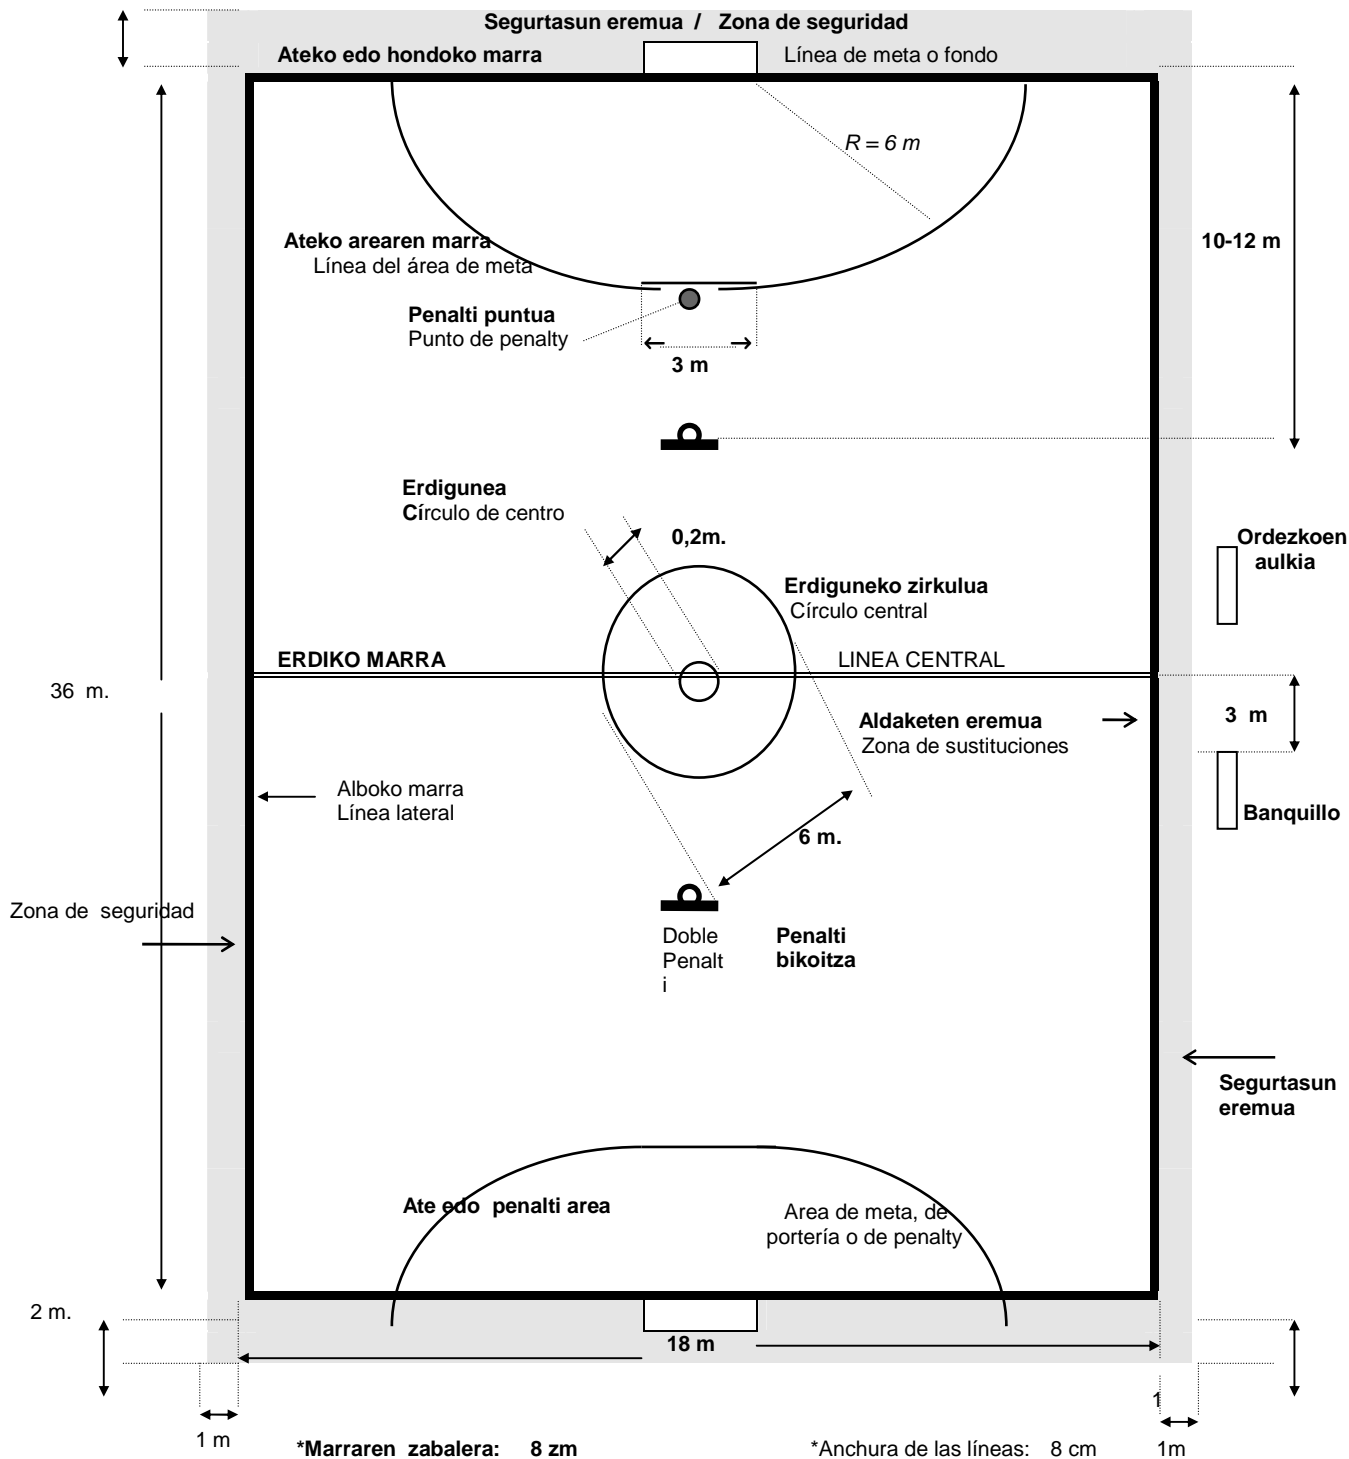 Segurtasun eremua / Zona de seguridad
Ateko edo hondoko marra
Línea de meta o fondo
R = 6 m
Ateko arearen marra
Línea del área de meta
10-12 m
Penalti puntua
Punto de penalty
3 m
Erdigunea
Círculo de centro
0,2m.
Ordezkoen
aulkia
Erdiguneko zirkulua
Círculo central
ERDIKO MARRA
LINEA CENTRAL
36 m.
Aldaketen eremua
Zona de sustituciones
3 m
Alboko marra
Línea lateral
Banquillo
6 m.
Zona de seguridad
Doble
Penalt
i
Penalti
bikoitza
Segurtasun
eremua
Ate edo penalti area
Area de meta, de
portería o de penalty
2 m.
18 m
1
1 m
*Marraren zabalera: 8 zm
*Anchura de las líneas: 8 cm
1m